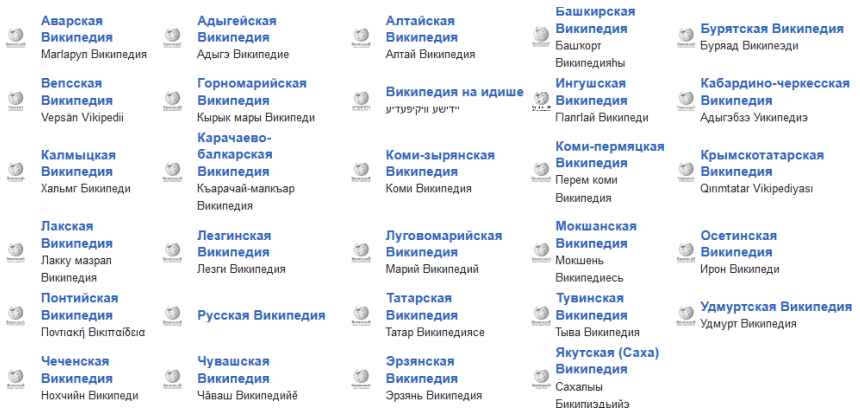 Аварская
Википедия
МагIарул Википедия
Адыгейская
Википедия
Адыгэ Википедие
Алтайская
Википедия
Алтай Википедия
Башкирская
Википедия
Башҡорт
Википедияһы
Бурятская Википедия
Буряад Википеэди
Вепсская
Википедия
Vepsän Vikipedii
Горномарийская
Википедия
Кырык мары Википеди
Википедия на идише
יידישע וויקיפעדיע
Ингушская
Википедия
ГIалгIай Википеди
Кабардино-черкесская
Википедия
Адыгэбзэ Уикипедиэ
Калмыцкая
Википедия
Хальмг Бикипеди
Карачаево-
балкарская
Википедия
Къарачай-малкъар
Википедия
Коми-зырянская
Википедия
Коми Википедия
Коми-пермяцкая
Википедия
Перем коми
Википедия
Крымскотатарская
Википедия
Qırımtatar Vikipediyası
Лакская
Википедия
Лакку мазрал
Википедия
Лезгинская
Википедия
Лезги Википедия
Луговомарийская
Википедия
Марий Википедий
Мокшанская
Википедия
Мокшень
Википедиесь
Осетинская
Википедия
Ирон Википеди
Понтийская
Википедия
Ποντιακή Βικιπαίδεια
Русская Википедия
Татарская
Википедия
Татар Википедиясе
Тувинская
Википедия
Тыва Википедия
Удмуртская Википедия
Удмурт Википедия
Чеченская
Википедия
Нохчийн Википеди
Чувашская
Википедия
Чӑваш Википедийӗ
Эрзянская
Википедия
Эрзянь Википедия
Якутская (Саха)
Википедия
Сахалыы
Бикипиэдьийэ